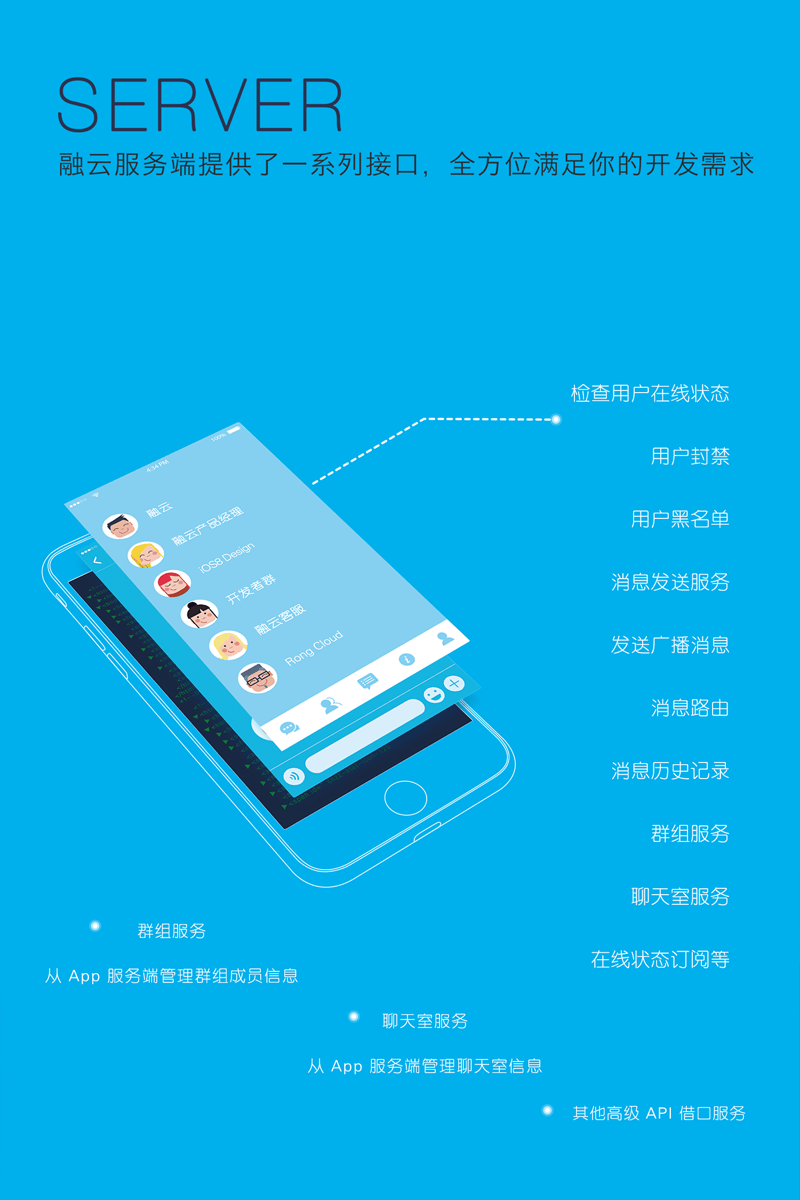 SERVER
融云服务端提供了一系列接口，全方位满足你的开发需求
检查用户在线状态
用户封禁
用户黑名单
消息发送服务
发送广播消息
消息路由
消息历史记录
群组服务
聊天室服务
在线状态订阅等
4:34 PM
100%
融云
融云产品经理
iOS8 Design
开发者群
融云客服
Rong Cloud
群组服务
从 App 服务端管理群组成员信息
聊天室服务
从 App 服务端管理聊天室信息
其他高级 API 借口服务